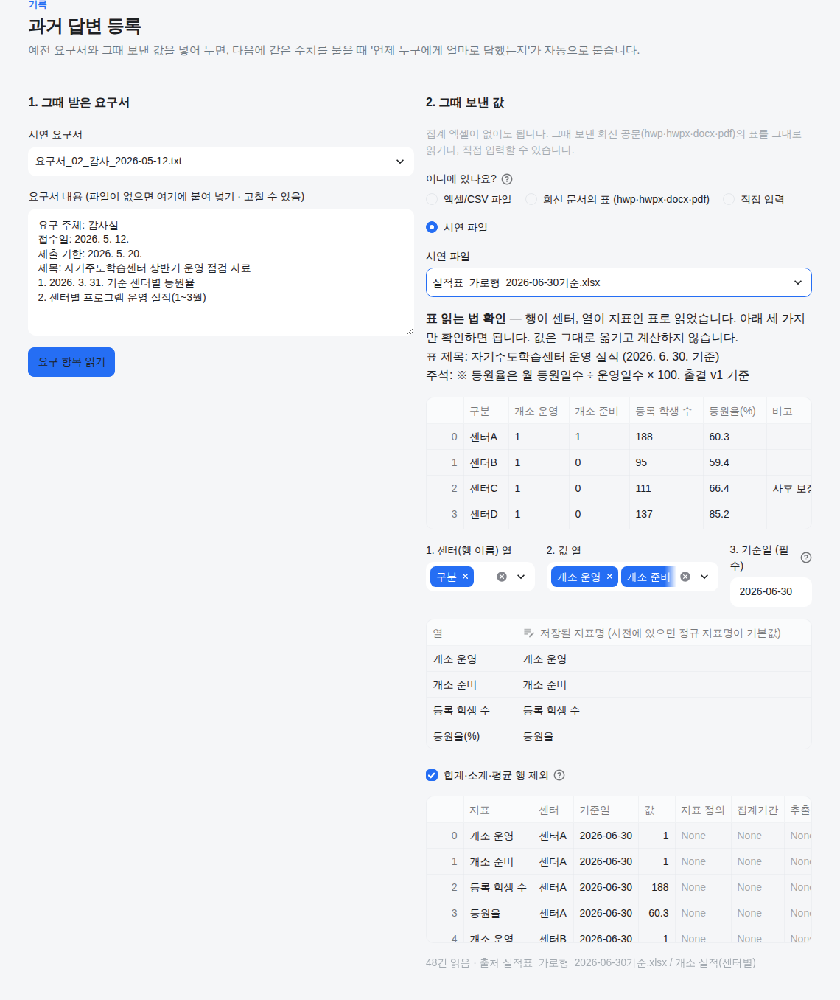 기록
과거 답변 등록
예전 요구서와 그때 보낸 값을 넣어 두면, 다음에 같은 수치를 물을 때 '언제 누구에게 얼마로 답했는지'가 자동으로 붙습니다.
1. 그때 받은 요구서
시연 요구서
요구서_02_감사_2026-05-12.txt
요구서 내용 (파일이 없으면 여기에 붙여 넣기 · 고칠 수 있음)
요구 주체: 감사실
접수일: 2026. 5. 12.
제출 기한: 2026. 5. 20.
제목: 자기주도학습센터 상반기 운영 점검 자료
1. 2026. 3. 31. 기준 센터별 등원율
2. 센터별 프로그램 운영 실적(1~3월)
요구 항목 읽기
2. 그때 보낸 값
집계 엑셀이 없어도 됩니다. 그때 보낸 회신 공문(hwp·hwpx·docx·pdf)의 표를 그대로
읽거나, 직접 입력할 수 있습니다.
어디에 있나요?
엑셀/CSV 파일 회신 문서의 표 (hwp·hwpx·docx·pdf) 직접 입력
시연 파일
시연 파일
실적표_가로형_2026-06-30기준.xlsx
표 읽는 법 확인 — 행이 센터, 열이 지표인 표로 읽었습니다. 아래 세 가지
만 확인하면 됩니다. 값은 그대로 옮기고 계산하지 않습니다.
표 제목: 자기주도학습센터 운영 실적 (2026. 6. 30. 기준)
주석: ※ 등원율은 월 등원일수 ÷ 운영일수 × 100. 출결 v1 기준
구분 개소 운영 개소 준비 등록 학생 수 등원율(%) 비고
0 센터A 1 1 188 60.3
1 센터B 1 0 95 59.4
2 센터C 1 0 111 66.4 사후 보정
3 센터D 1 0 137 85.2
1. 센터(행 이름) 열
구분
2. 값 열
개소 운영 개소 준비
3. 기준일 (필
수)
2026-06-30
열 저장될 지표명 (사전에 있으면 정규 지표명이 기본값)
개소 운영 개소 운영
개소 준비 개소 준비
등록 학생 수 등록 학생 수
등원율(%) 등원율
합계·소계·평균 행 제외
지표 센터 기준일 값 지표 정의 집계기간 추출
0 개소 운영 센터A 2026-06-30 1 None None None
1 개소 준비 센터A 2026-06-30 1 None None None
2 등록 학생 수 센터A 2026-06-30 188 None None None
3 등원율 센터A 2026-06-30 60.3 None None None
4 개소 운영 센터B 2026-06-30 1 None None None
48건 읽음 · 출처 실적표_가로형_2026-06-30기준.xlsx / 개소 실적(센터별)